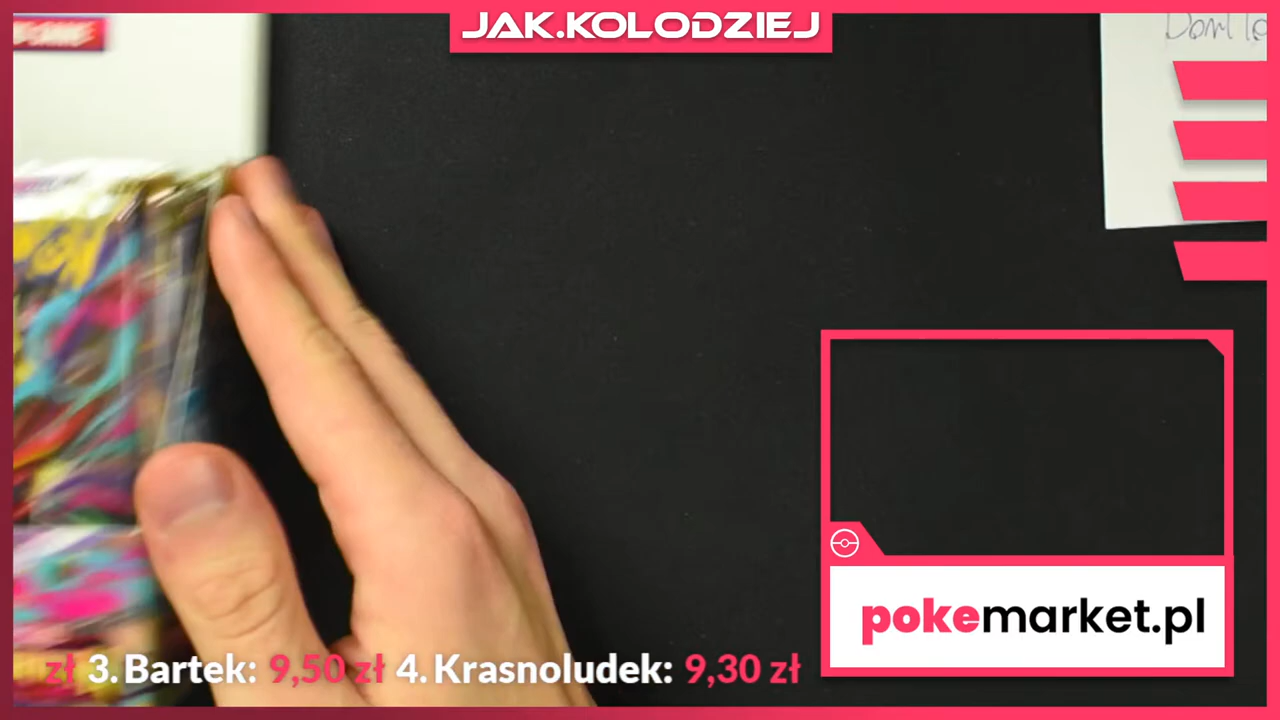 JAK.KOLODZIEJ
pokemarket.pl
zł 3. Bartek: 9,50 zł 4. Krasnoludek: 9,30 zł